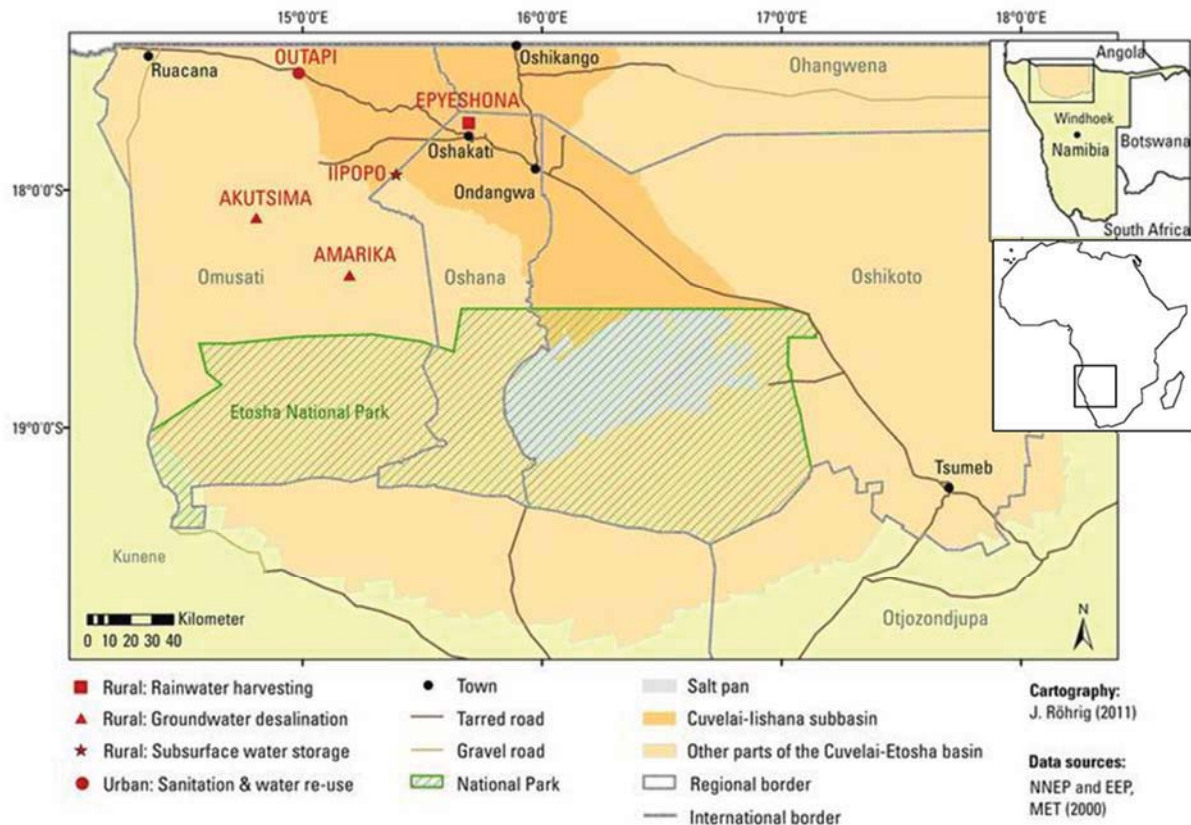 15°0'0"E
16°0'0"E
17°0'0"E
18°0'0"E
OUTAPI
Ruacana
Oshikango
Ohangwena
Angola
EPYESHONA
Windhoek
Namibia
Botswana
Oshakati
IIPOPO
Ondangwa
18°0'0"S
AKUTSIMA
South Africa
AMARIKA
Omusati
Oshana
Oshikoto
Etosha National Park
19°0'0"S
Tsumeb
Kunene
Otjozondjupa
Kilometer
0 10 20 30 40
N
Rural: Rainwater harvesting
Rural: Groundwater desalination
Rural: Subsurface water storage
Urban: Sanitation & water re-use
Town
Tarred road
Gravel road
National Park
Salt pan
Cuvelai-Iishana subbasin
Other parts of the Cuvelai-Etosha basin
Regional border
International border
Cartography:
J. Röhrig (2011)
Data sources:
NNEP and EEP,
MET (2000)